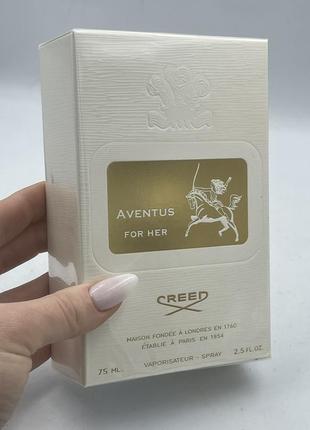 AVENTUS
FOR HER
CREED
MAISON FONDÉE À LONDRES EN 1760
ÉTABLIE À PARIS EN 1854
75 ML. VAPORISATEUR - SPRAY 2.5 FL.OZ.